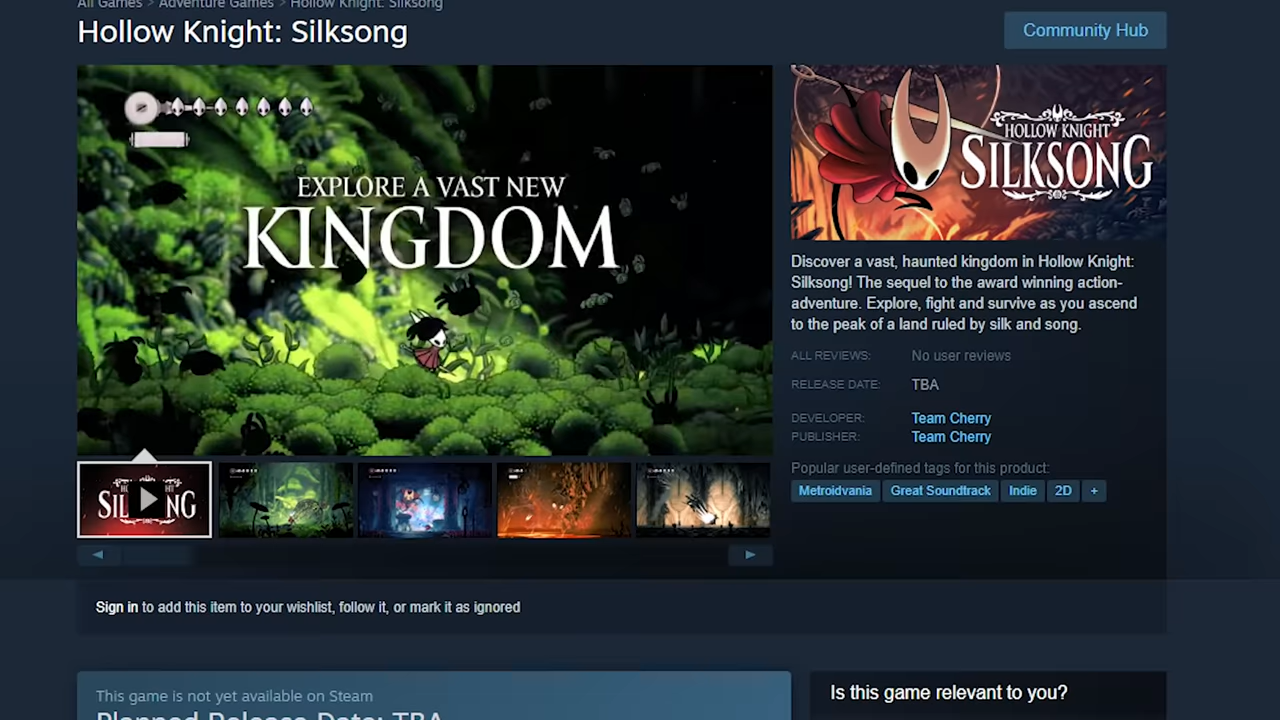 All Games > Adventure Games > Hollow Knight: Silksong
Hollow Knight: Silksong
Community Hub
EXPLORE A VAST NEW
KINGDOM
HOLLOW KNIGHT
SILKSONG
Discover a vast, haunted kingdom in Hollow Knight:
Silksong! The sequel to the award winning action-
adventure. Explore, fight and survive as you ascend
to the peak of a land ruled by silk and song.
ALL REVIEWS: No user reviews
RELEASE DATE: TBA
DEVELOPER: Team Cherry
PUBLISHER: Team Cherry
Popular user-defined tags for this product:
Metroidvania Great Soundtrack Indie 2D +
Sign in to add this item to your wishlist, follow it, or mark it as ignored
This game is not yet available on Steam
Planned Release Date: TBA
Is this game relevant to you?